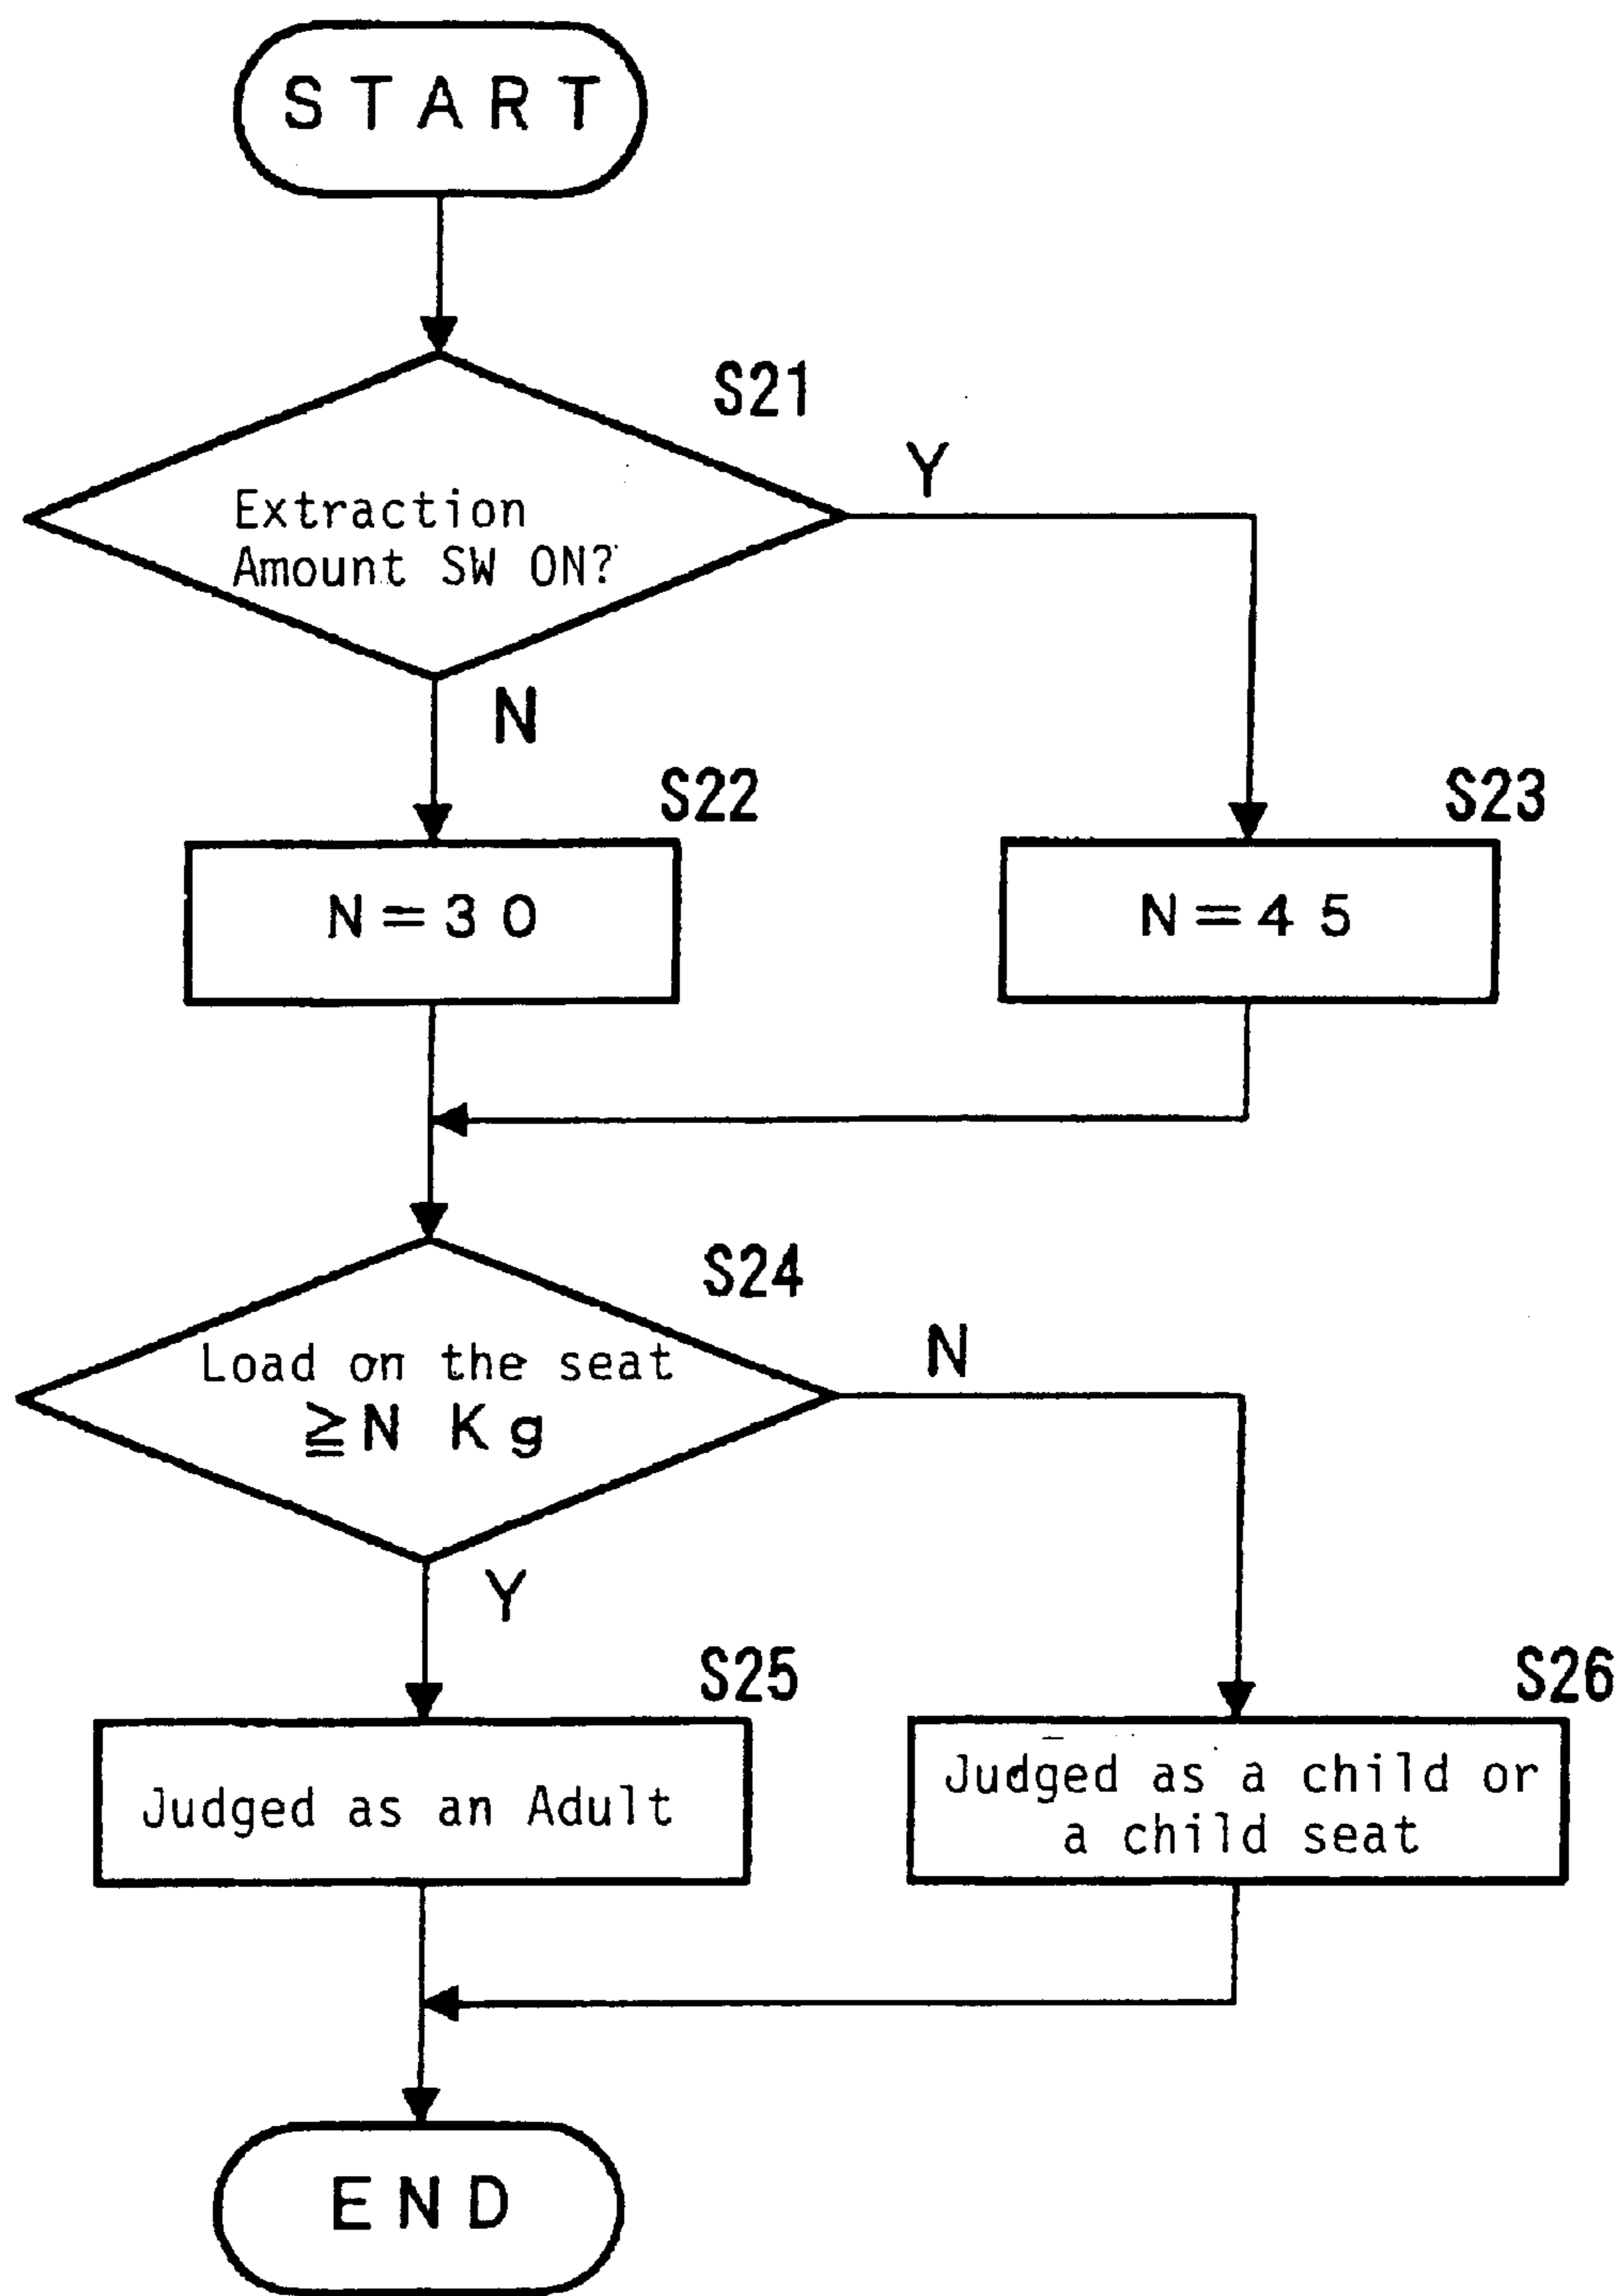 START
S21
Y
Extraction
Amount SW ON?
N
S22
S23
N=30
N=45
S24
Load on the seat
≧N Kg
N
Y
S25
S26
Judged as an Adult
Judged as a child or
a child seat
END